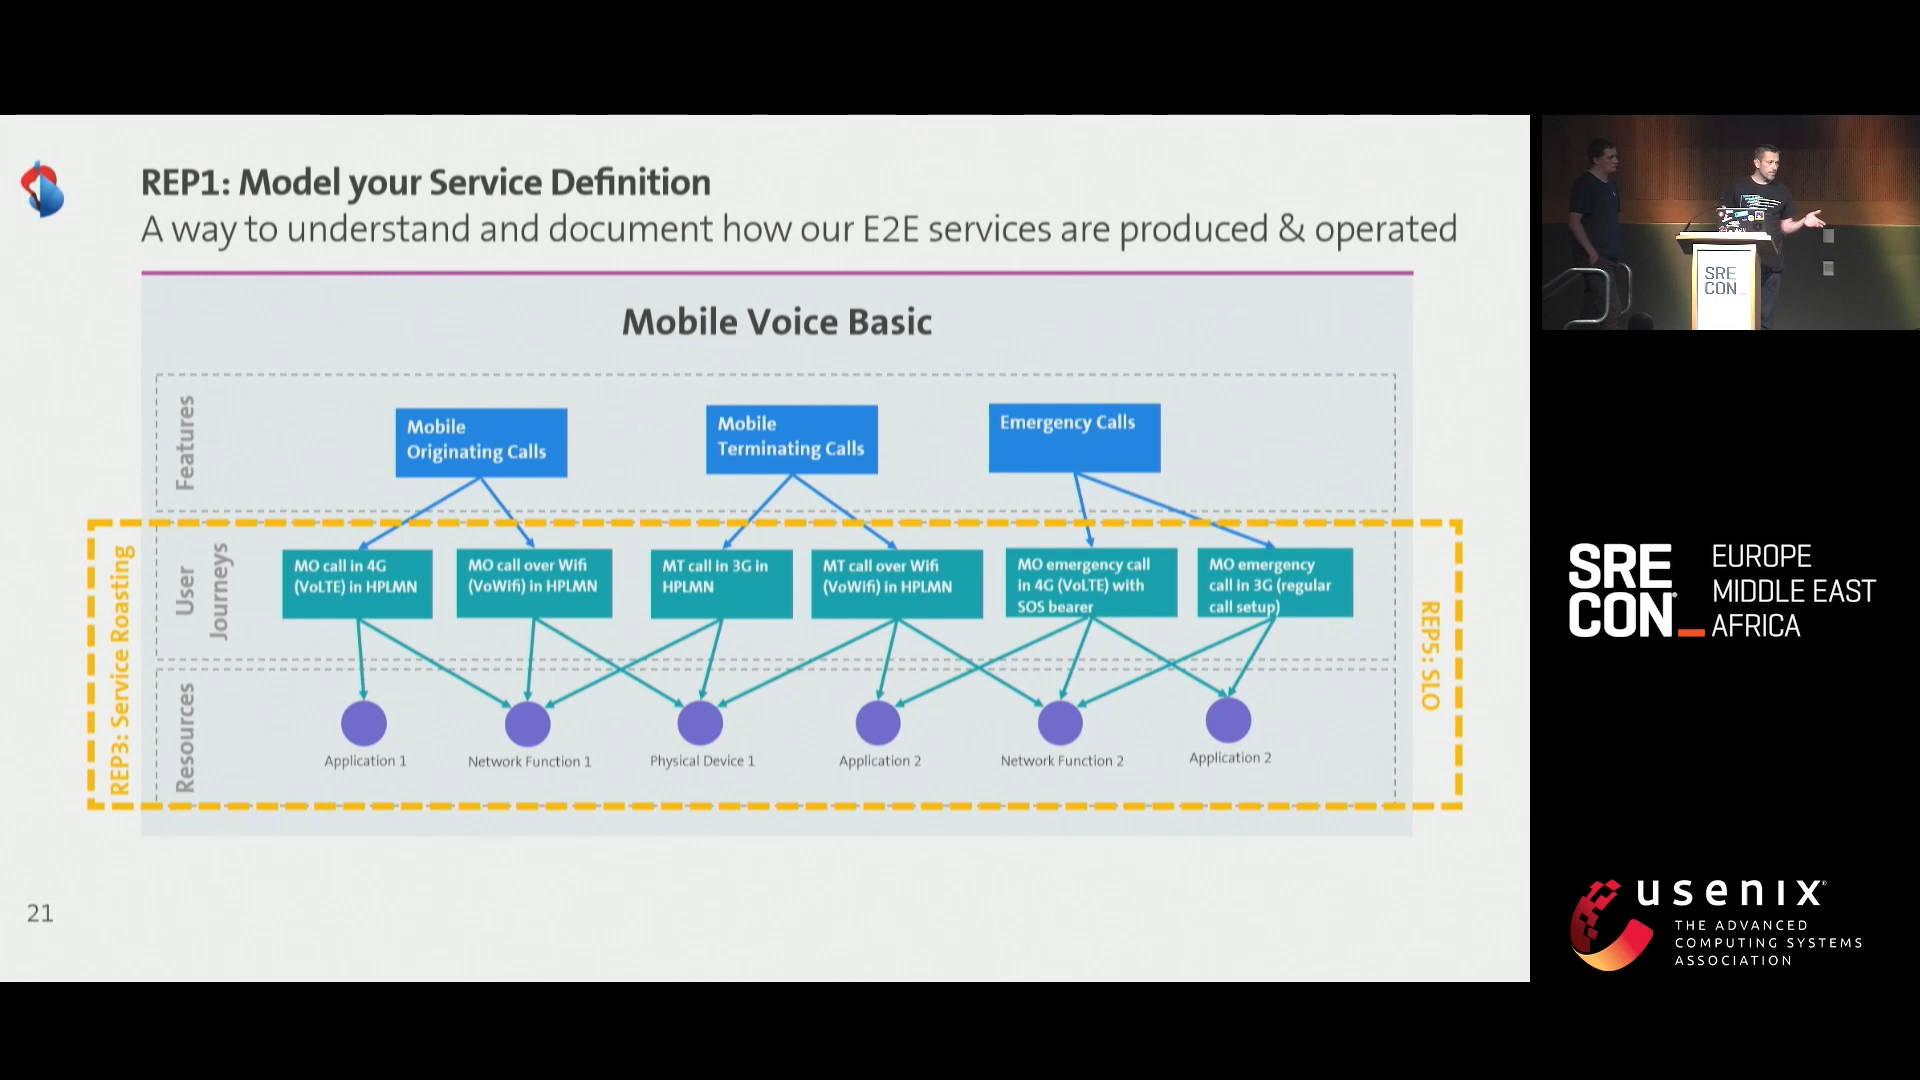 REP1: Model your Service Definition
A way to understand and document how our E2E services are produced & operated
Mobile Voice Basic
Features
Mobile
Originating Calls
Mobile
Terminating Calls
Emergency Calls
REP3: Service Roasting
User
Journeys
MO call in 4G
(VoLTE) in HPLMN
MO call over Wifi
(VoWifi) in HPLMN
MT call in 3G in
HPLMN
MT call over Wifi
(VoWifi) in HPLMN
MO emergency call
in 4G (VoLTE) with
SOS bearer
MO emergency
call in 3G (regular
call setup)
REP5: SLO
Resources
Application 1
Network Function 1
Physical Device 1
Application 2
Network Function 2
Application 2
21
SRE
CON_
SRE
CON_
EUROPE
MIDDLE EAST
AFRICA
usenix
THE ADVANCED
COMPUTING SYSTEMS
ASSOCIATION